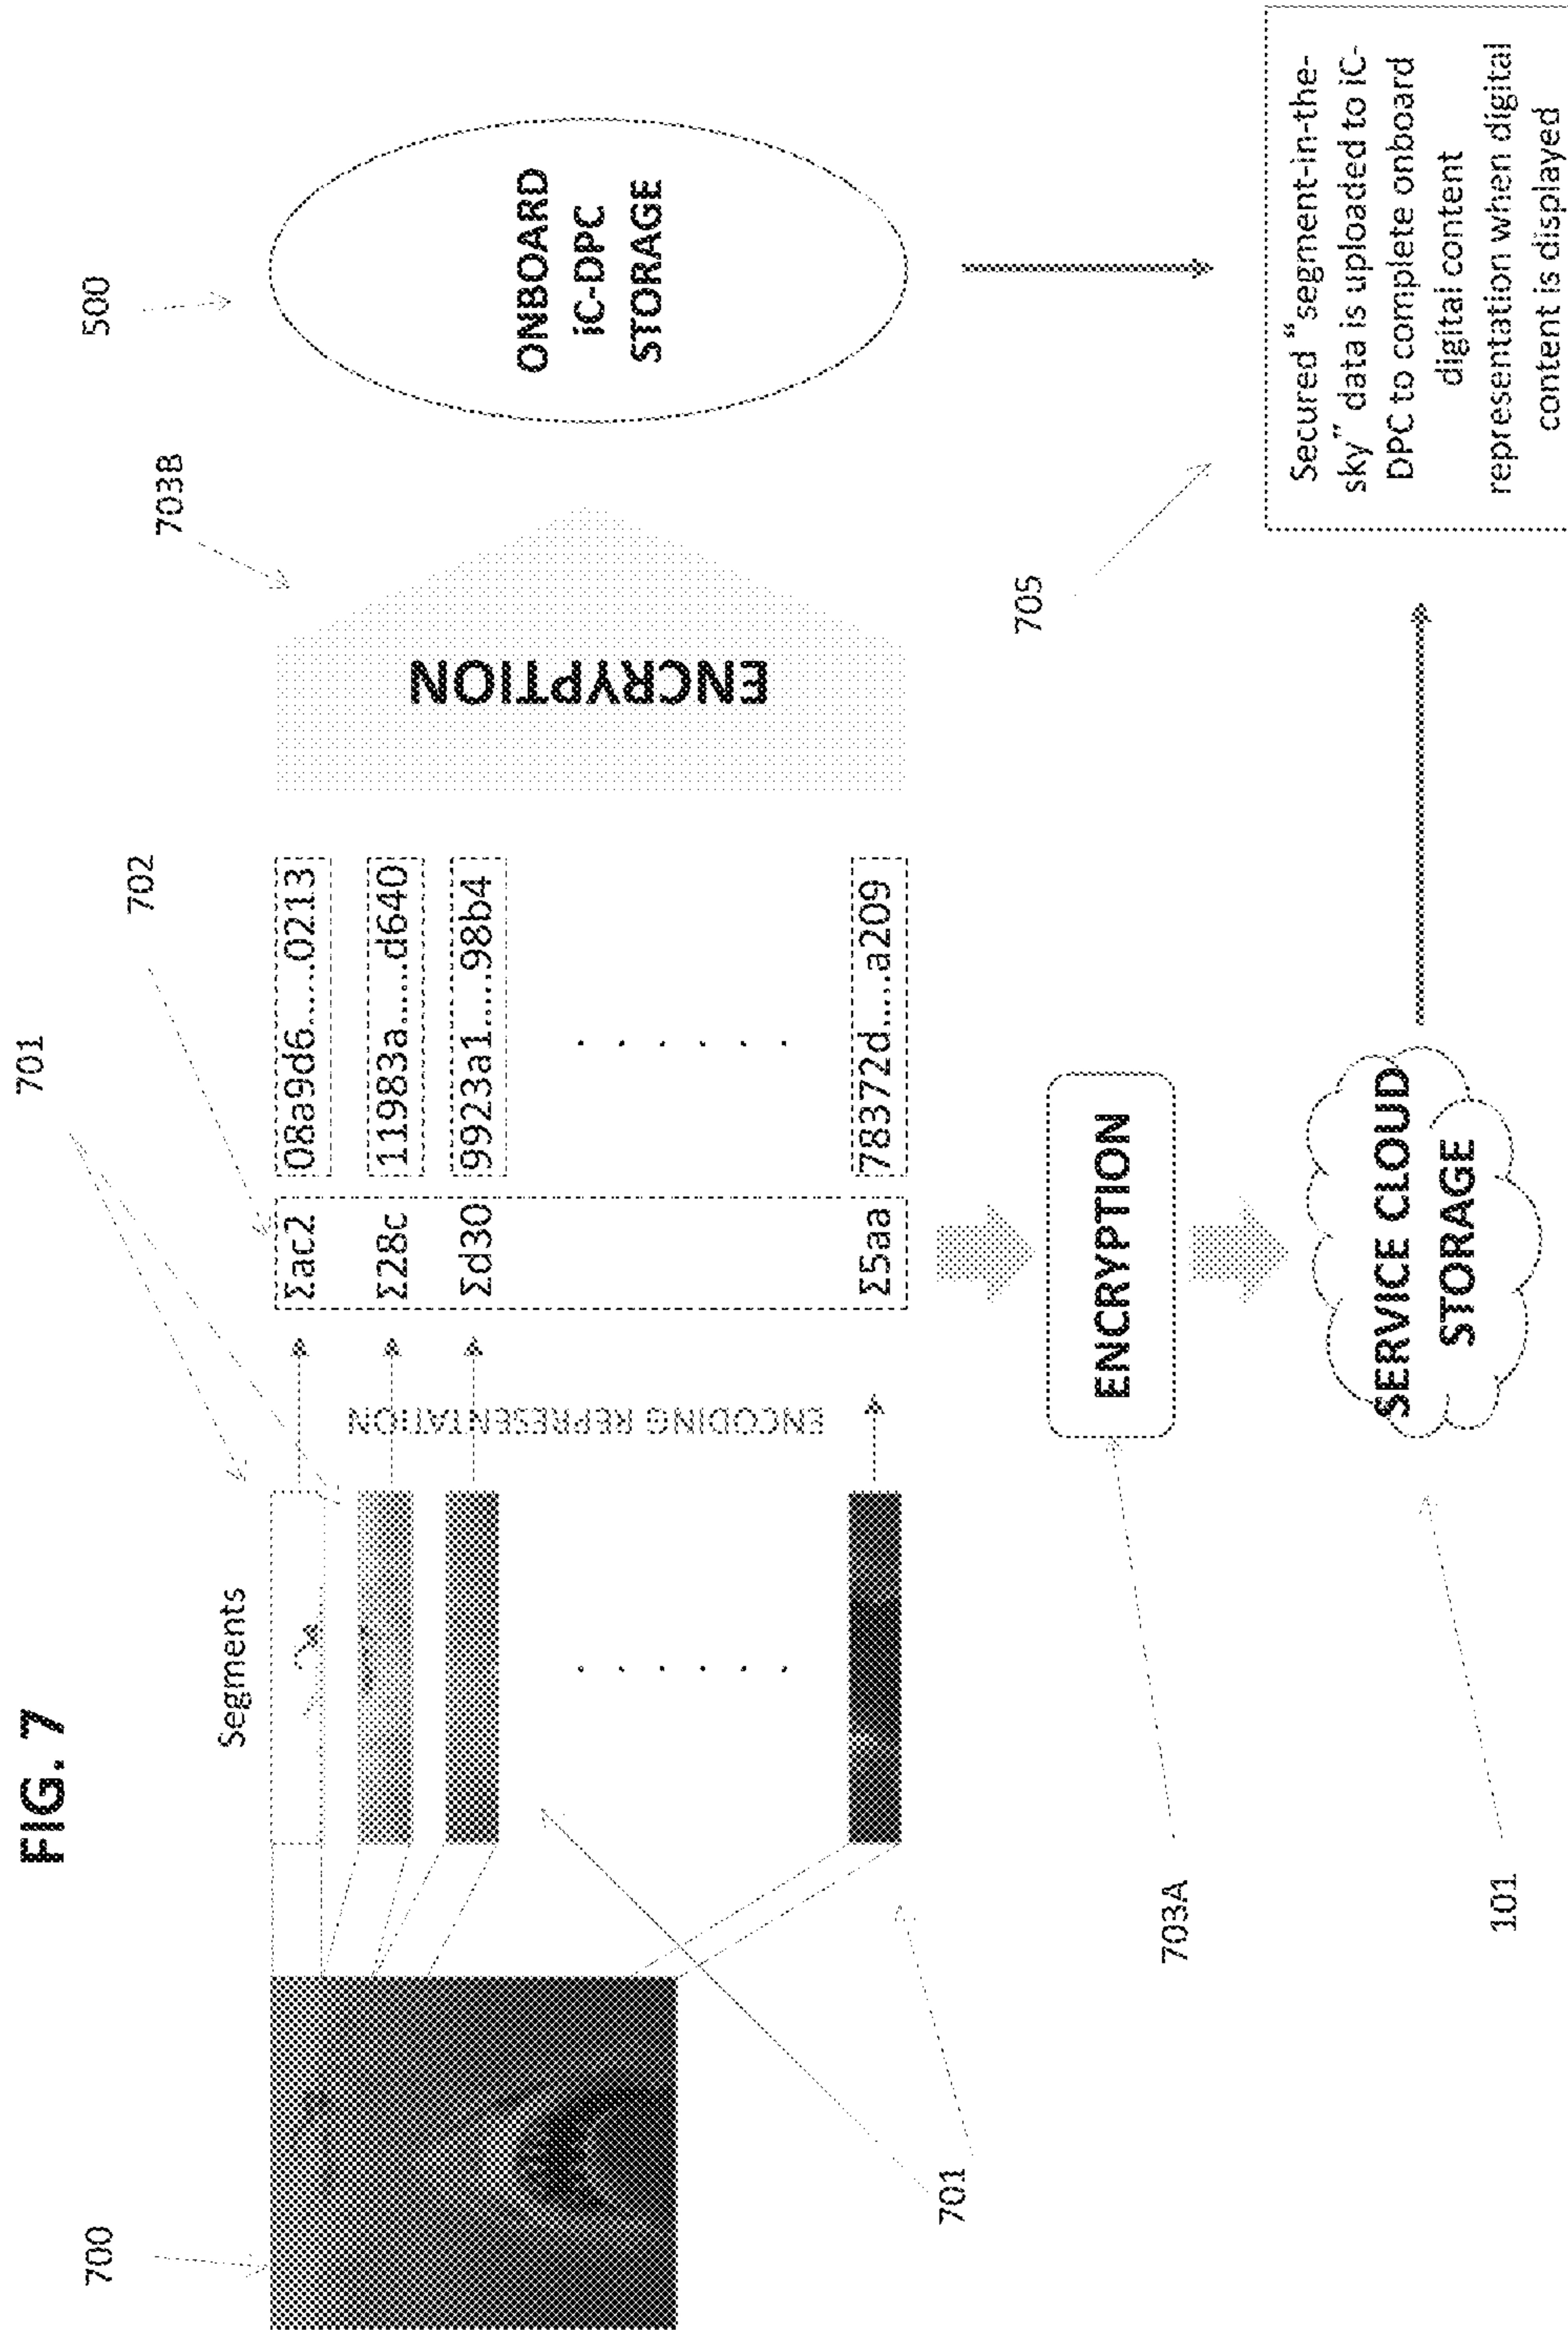 FIG. 7
700
Segments
701
702
703B
500
ENCODING REPRESENTATION
Σac2
08a9d6.....0213
Σ28c
11983a.....d640
Σd30
9923a1.....98b4
. . . . . .
. . . . . .
Σ5aa
78372d.....a209
ENCRYPTION
ONBOARD
iC-DPC
STORAGE
701
703A
ENCRYPTION
705
101
SERVICE CLOUD
STORAGE
Secured “segment-in-the-
sky” data is uploaded to iC-
DPC to complete onboard
digital content
representation when digital
content is displayed